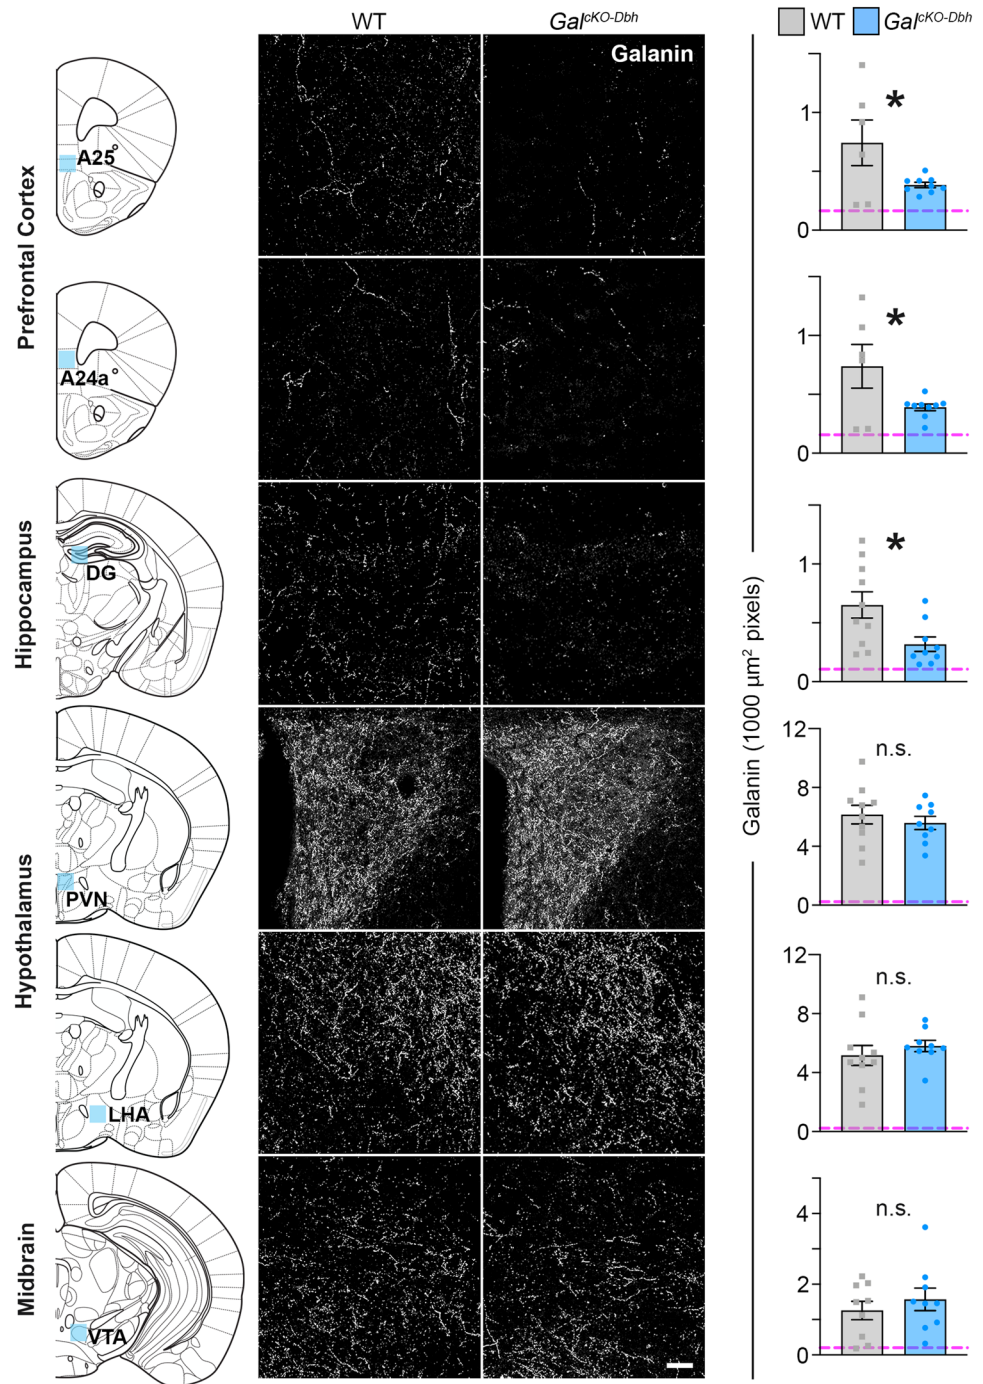 WT
Gal^cKO-Dbh
WT
Gal^cKO-Dbh
Galanin
Prefrontal Cortex
A25°
1
*
0
A24a°
1
*
0
Hippocampus
DG
1
*
0
Galanin (1000 µm² pixels)
Hypothalamus
PVN
12
n.s.
8
4
0
LHA
12
n.s.
8
4
0
Midbrain
VTA
4
n.s.
2
0